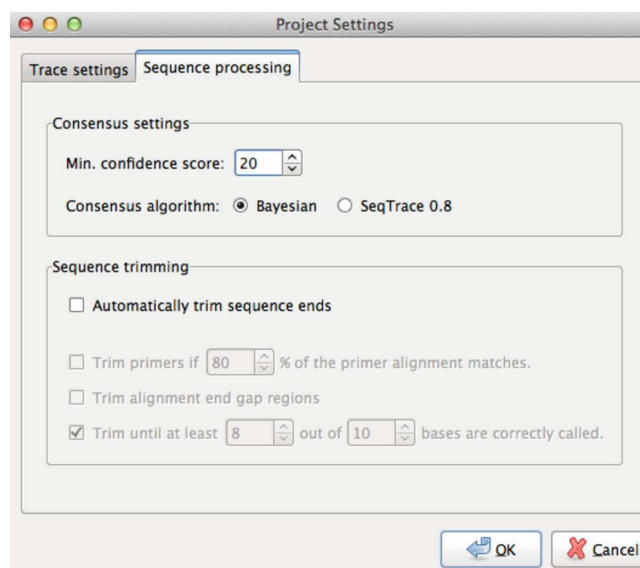 Project Settings
Trace settings Sequence processing
Consensus settings
Min. confidence score: 20
Consensus algorithm: Bayesian SeqTrace 0.8
Sequence trimming
Automatically trim sequence ends
Trim primers if 80 % of the primer alignment matches.
Trim alignment end gap regions
Trim until at least 8 out of 10 bases are correctly called.
OK Cancel